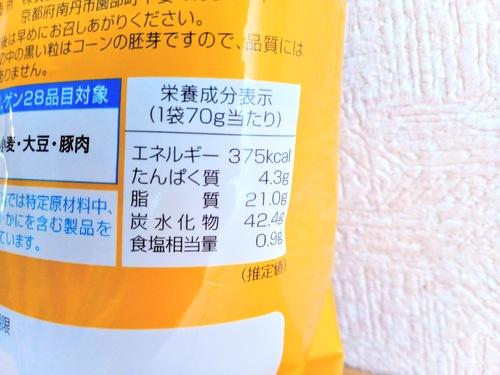 京都府南丹市園部町
後は早めにお召しあがりください。
の中の黒い粒はコーンの胚芽ですので、品質には
ありません。
ルゲン28品目対象
小麦・大豆・豚肉
では特定原材料中、
かにを含む製品を
ています。
栄養成分表示
(1袋70g当たり)
エネルギー 375kcal
たんぱく質 4.3g
脂質 21.0g
炭水化物 42.4g
食塩相当量 0.9g
(推定値)
限